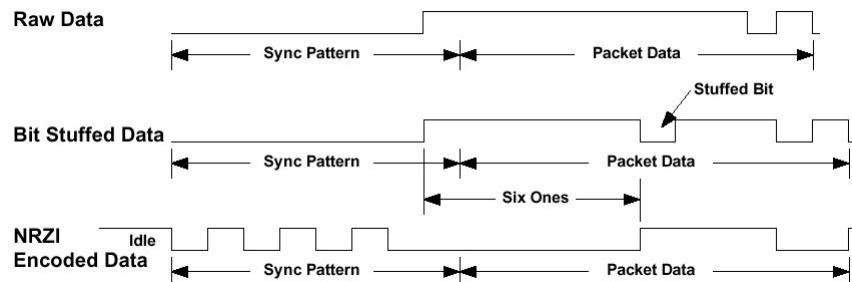 Raw Data
Sync Pattern
Packet Data
Stuffed Bit
Bit Stuffed Data
Sync Pattern
Packet Data
Six Ones
NRZI
Idle
Encoded Data
Sync Pattern
Packet Data